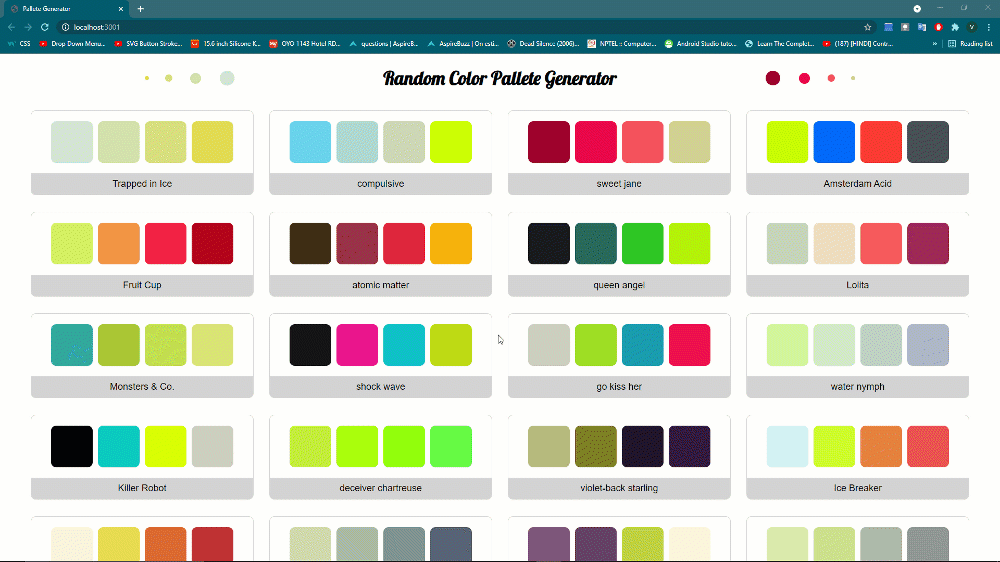 Pallete Generator
localhost:3001
CSS
Drop Down Menu...
SVG Button Stroke...
15.6 inch Silicone K...
OYO 1143 Hotel RD...
questions | AspireB...
AspireBuzz | On esti...
Dead Silence (2006)...
NPTEL :: Computer...
Android Studio tuto...
Learn The Complet...
(187) [HINDI] Contr...
»
Reading list
Random Color Pallete Generator
Trapped in Ice
compulsive
sweet jane
Amsterdam Acid
Fruit Cup
atomic matter
queen angel
Lolita
Monsters & Co.
shock wave
go kiss her
water nymph
Killer Robot
deceiver chartreuse
violet-back starling
Ice Breaker